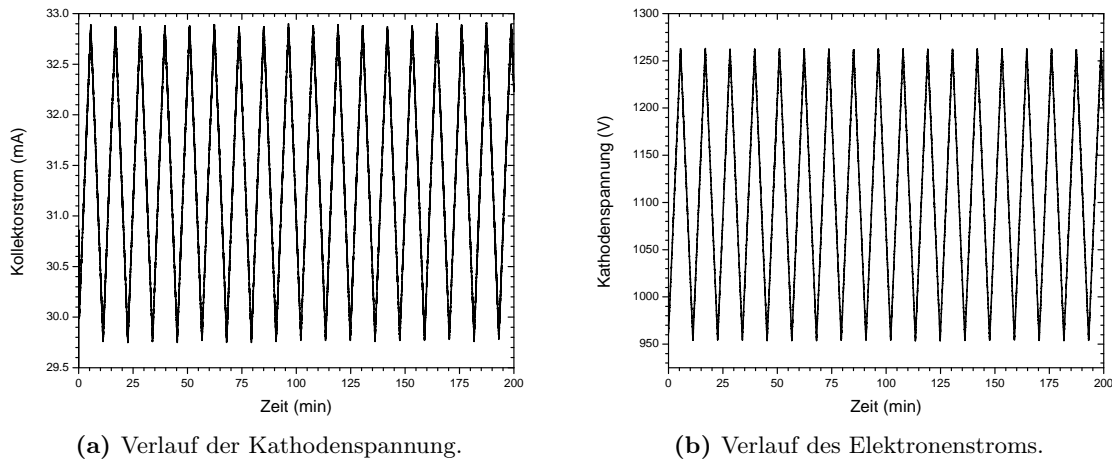 33.0
32.5
32.0
31.5
31.0
30.5
30.0
29.5
Kollektorstrom (mA)
0 25 50 75 100 125 150 175 200
Zeit (min)
(a) Verlauf der Kathodenspannung.
1300
1250
1200
1150
1100
1050
1000
950
Kathodenspannung (V)
0 25 50 75 100 125 150 175 200
Zeit (min)
(b) Verlauf des Elektronenstroms.